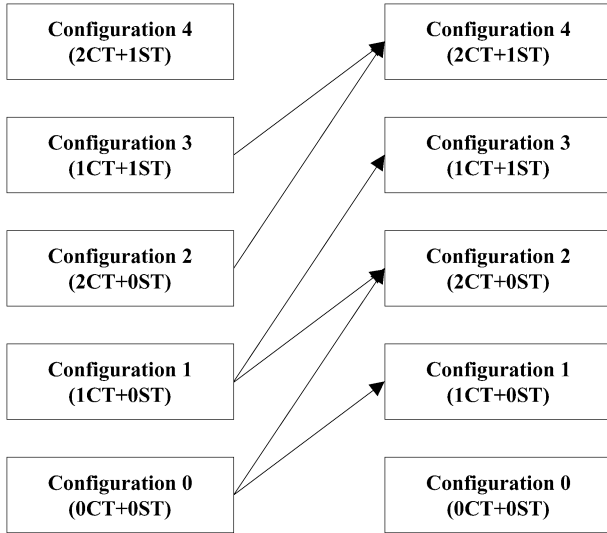 Configuration 4
(2CT+1ST)
Configuration 4
(2CT+1ST)
Configuration 3
(1CT+1ST)
Configuration 3
(1CT+1ST)
Configuration 2
(2CT+0ST)
Configuration 2
(2CT+0ST)
Configuration 1
(1CT+0ST)
Configuration 1
(1CT+0ST)
Configuration 0
(0CT+0ST)
Configuration 0
(0CT+0ST)